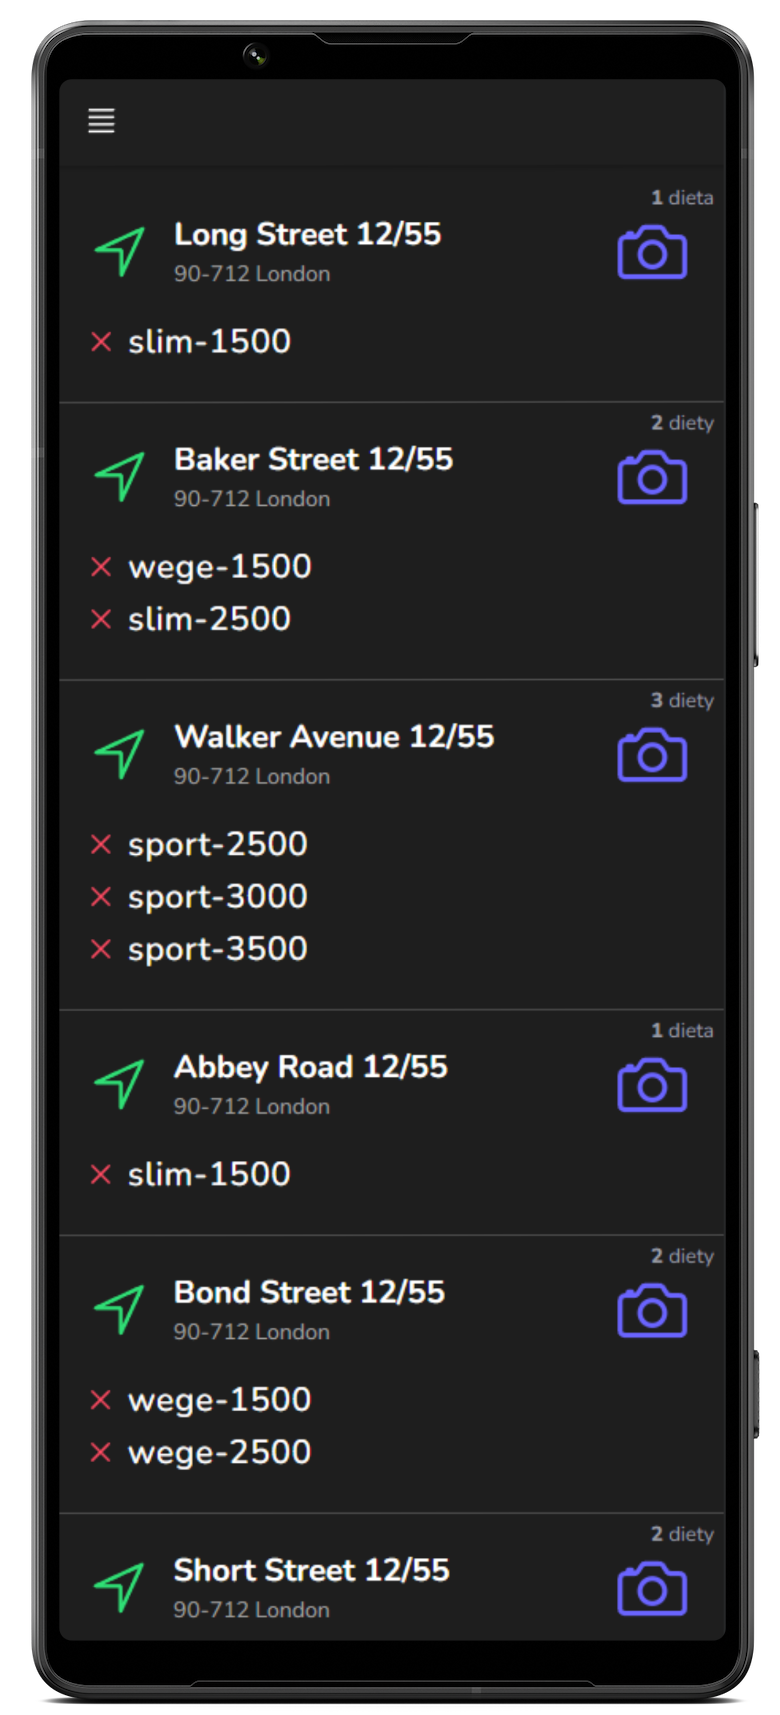 1 dieta
Long Street 12/55
90-712 London
slim-1500
2 diety
Baker Street 12/55
90-712 London
wege-1500
slim-2500
3 diety
Walker Avenue 12/55
90-712 London
sport-2500
sport-3000
sport-3500
1 dieta
Abbey Road 12/55
90-712 London
slim-1500
2 diety
Bond Street 12/55
90-712 London
wege-1500
wege-2500
2 diety
Short Street 12/55
90-712 London